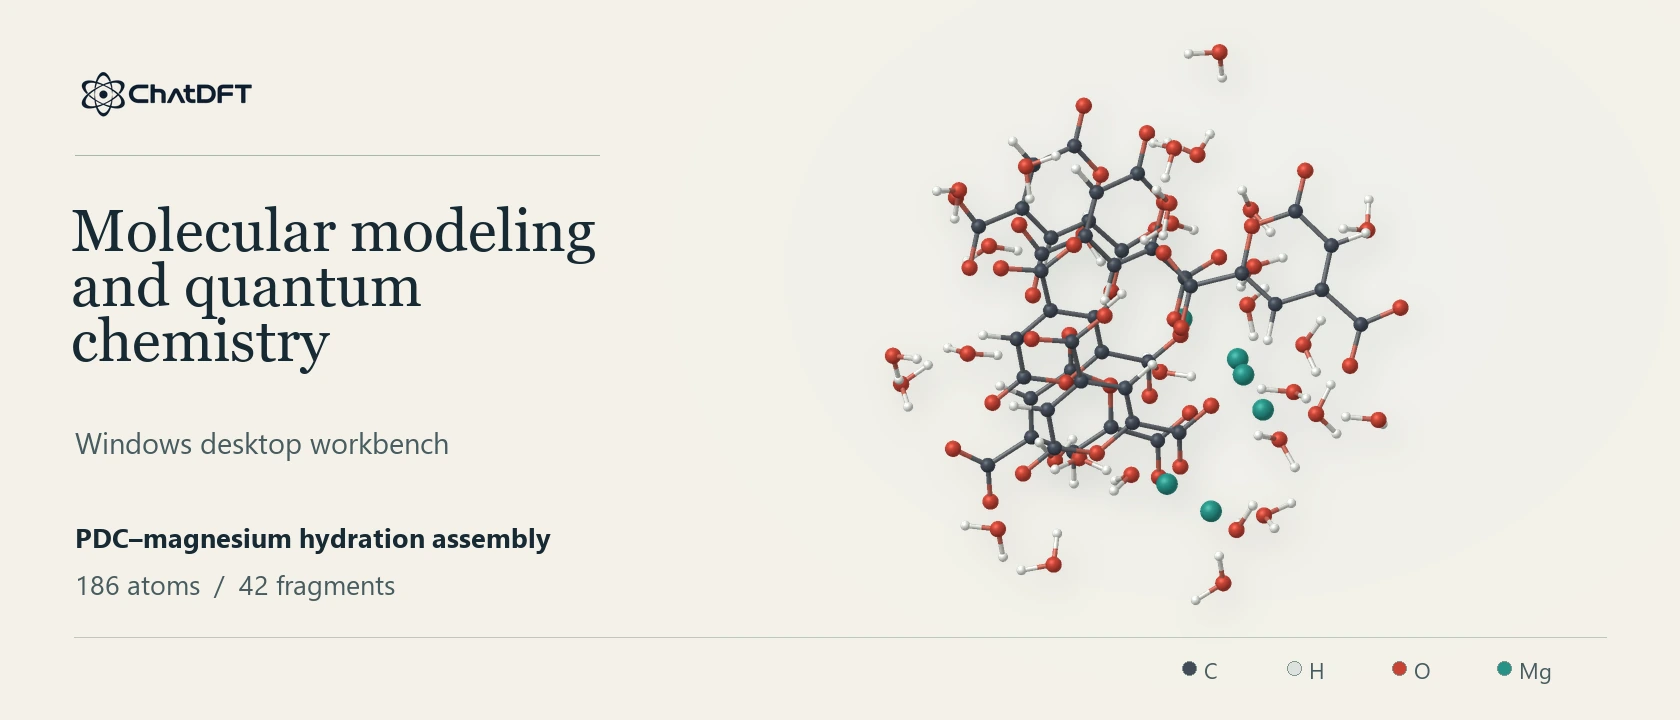 ChatDFT
Molecular modeling
and quantum
chemistry
Windows desktop workbench
PDC–magnesium hydration assembly
186 atoms / 42 fragments
C H O Mg